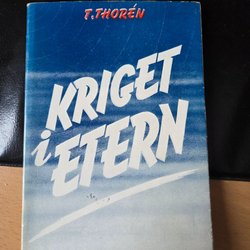 T. THORÉN
KRIGET
i ETERN